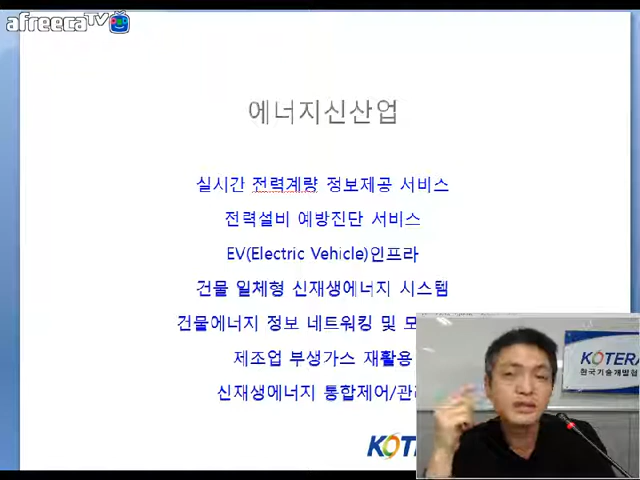 afreecaTV
에너지신산업
실시간 전력계량 정보제공 서비스
전력설비 예방진단 서비스
EV(Electric Vehicle)인프라
건물 일체형 신재생에너지 시스템
건물에너지 정보 네트워킹 및
제조업 부생가스 재활용
신재생에너지 통합제어/관
KOTERA
한국기술개발협